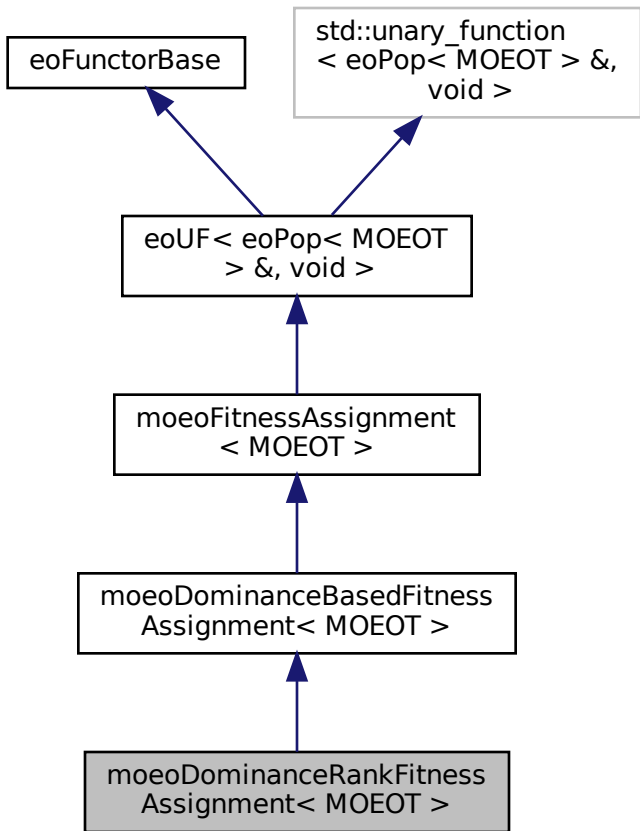 eoFunctorBase
std::unary_function
< eoPop< MOEOT > &,
void >
eoUF< eoPop< MOEOT
> &, void >
moeoFitnessAssignment
< MOEOT >
moeoDominanceBasedFitness
Assignment< MOEOT >
moeoDominanceRankFitness
Assignment< MOEOT >